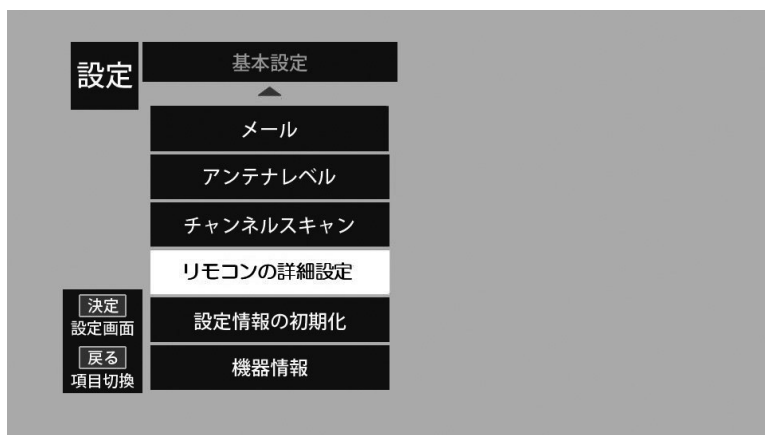 設定
基本設定
メール
アンテナレベル
チャンネルスキャン
リモコンの詳細設定
設定情報の初期化
機器情報
決定
設定画面
戻る
項目切換